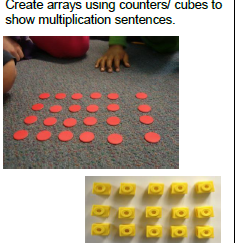 Create arrays using counters/ cubes to
show multiplication sentences.